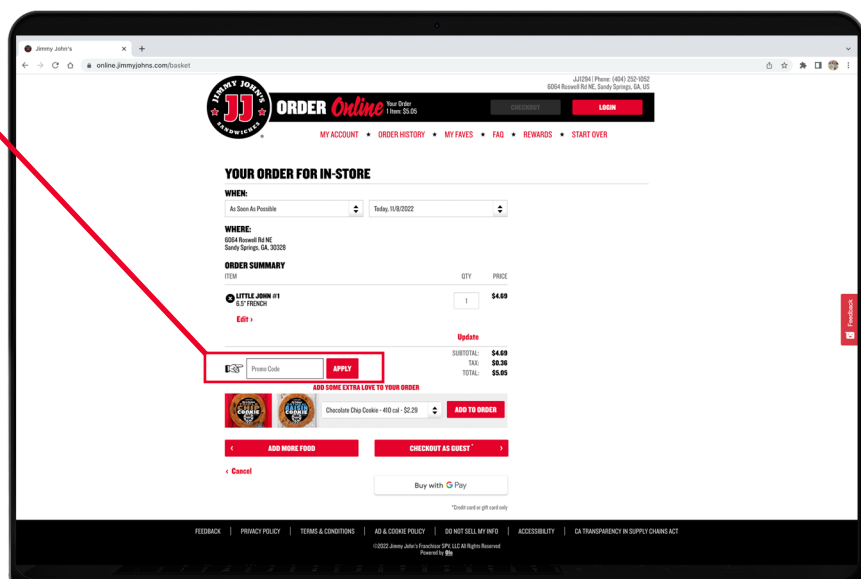 Jimmy John's
online.jimmyjohns.com/basket
JJ1294 | Phone: (404) 252-1052
6064 Roswell Rd NE, Sandy Springs, GA, US
JIMMY JOHN'S
JJ
SANDWICHES
ORDER Online
Your Order
1 Item: $5.05
CHECKOUT
LOGIN
MY ACCOUNT ★ ORDER HISTORY ★ MY FAVES ★ FAQ ★ REWARDS ★ START OVER
YOUR ORDER FOR IN-STORE
WHEN:
As Soon As Possible
Today, 11/8/2022
WHERE:
6064 Roswell Rd NE
Sandy Springs, GA, 30328
ORDER SUMMARY
ITEM QTY PRICE
LITTLE JOHN #1 1 $4.69
6.5" FRENCH
Edit ›
Update
SUBTOTAL: $4.69
TAX: $0.36
TOTAL: $5.05
Promo Code
APPLY
ADD SOME EXTRA LOVE TO YOUR ORDER
CHIP COOKIE
RAISIN COOKIE
Chocolate Chip Cookie - 410 cal - $2.29
ADD TO ORDER
‹ ADD MORE FOOD
CHECKOUT AS GUEST* ›
‹ Cancel
Buy with G Pay
*Credit card or gift card only
Feedback
FEEDBACK | PRIVACY POLICY | TERMS & CONDITIONS | AD & COOKIE POLICY | DO NOT SELL MY INFO | ACCESSIBILITY | CA TRANSPARENCY IN SUPPLY CHAINS ACT
©2022 Jimmy John's Franchisor SPV, LLC All Rights Reserved
Powered by Olo